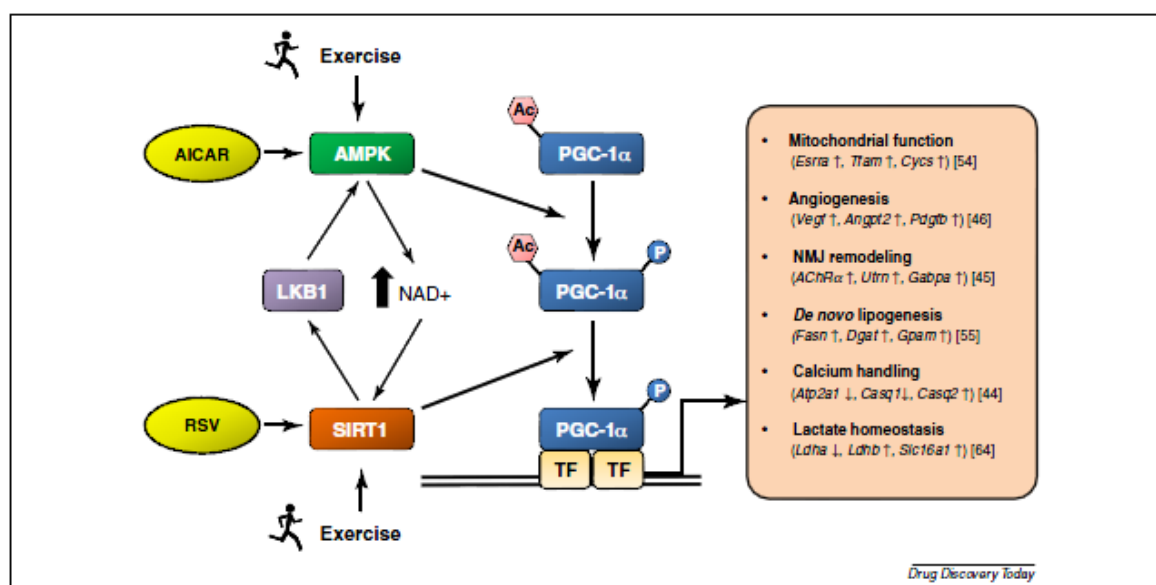 Exercise
AICAR
AMPK
Ac
PGC-1α
Ac
P
PGC-1α
LKB1
NAD+
RSV
SIRT1
P
PGC-1α
TF TF
Exercise
• Mitochondrial function
(Esrra ↑, Tfam ↑, Cycs ↑) [54]
• Angiogenesis
(Vegf ↑, Angpt2 ↑, Pdgfb ↑) [46]
• NMJ remodeling
(AChRα ↑, Utrn ↑, Gabpa ↑) [45]
• De novo lipogenesis
(Fasn ↑, Dgat ↑, Gpam ↑) [55]
• Calcium handling
(Atp2a1 ↓, Casq1↓, Casq2 ↑) [44]
• Lactate homeostasis
(Ldha ↓, Ldhb ↑, Slc16a1 ↑) [64]
Drug Discovery Today